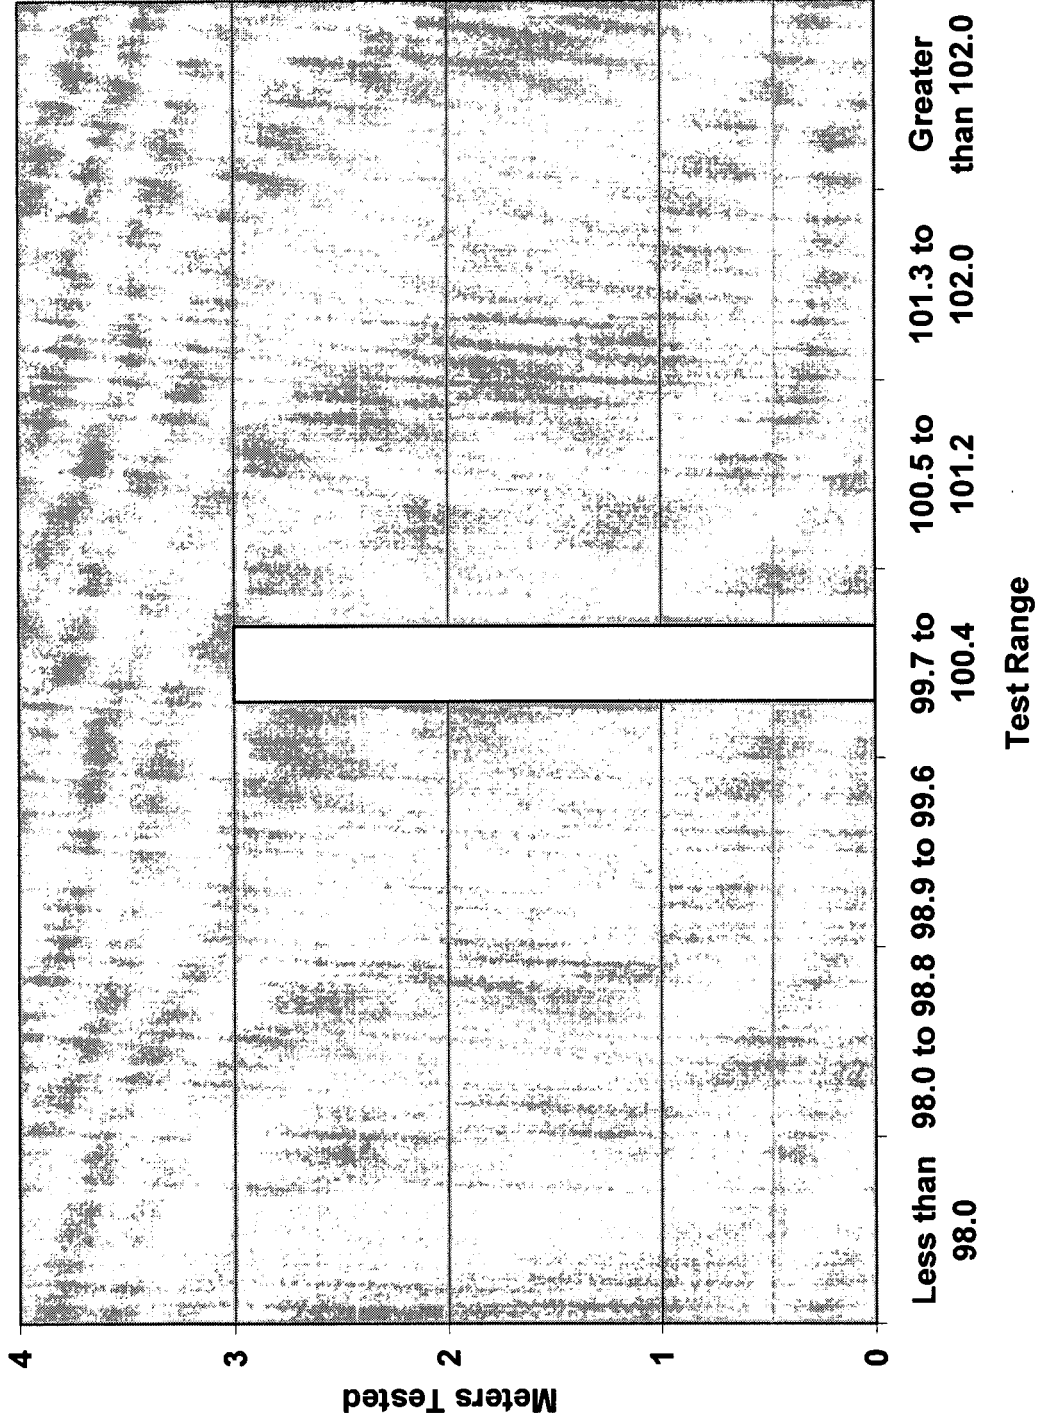 Meters Tested
4
3
2
1
0
Less than
98.0
98.0 to 98.8
98.9 to 99.6
99.7 to
100.4
100.5 to
101.2
101.3 to
102.0
Greater
than 102.0
Test Range